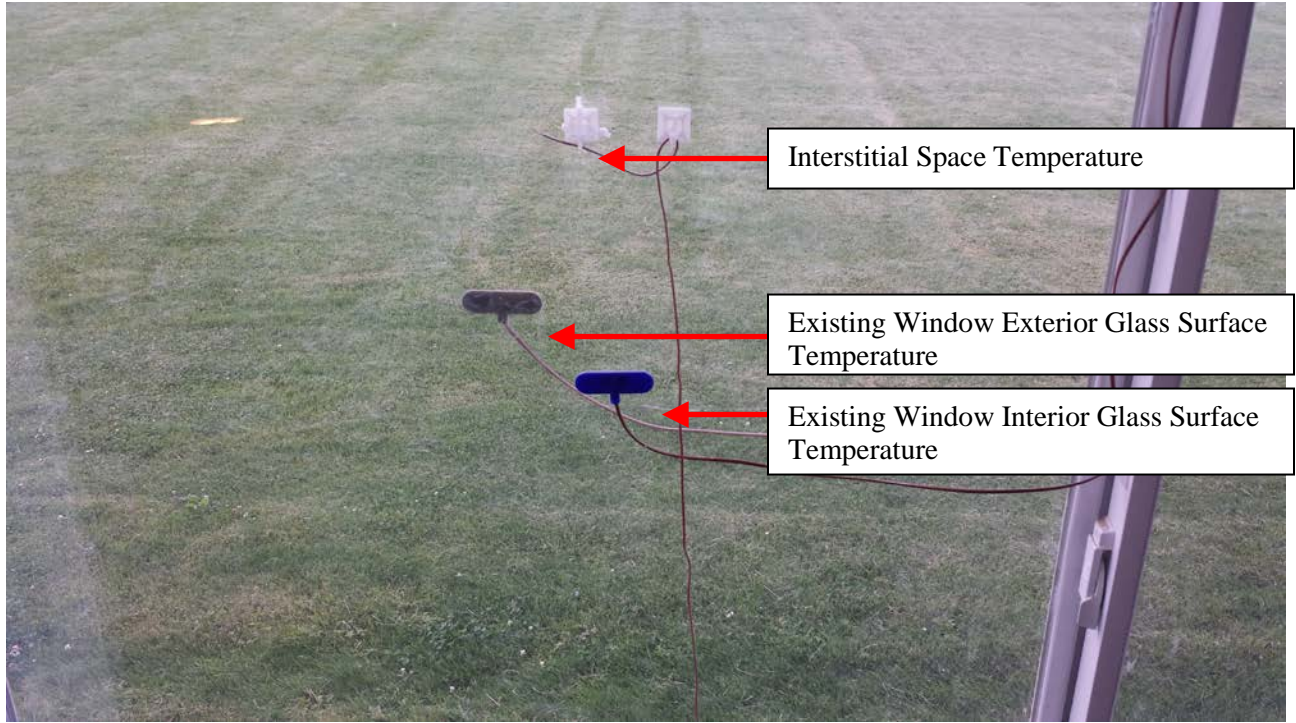 Interstitial Space Temperature
Existing Window Exterior Glass Surface
Temperature
Existing Window Interior Glass Surface
Temperature